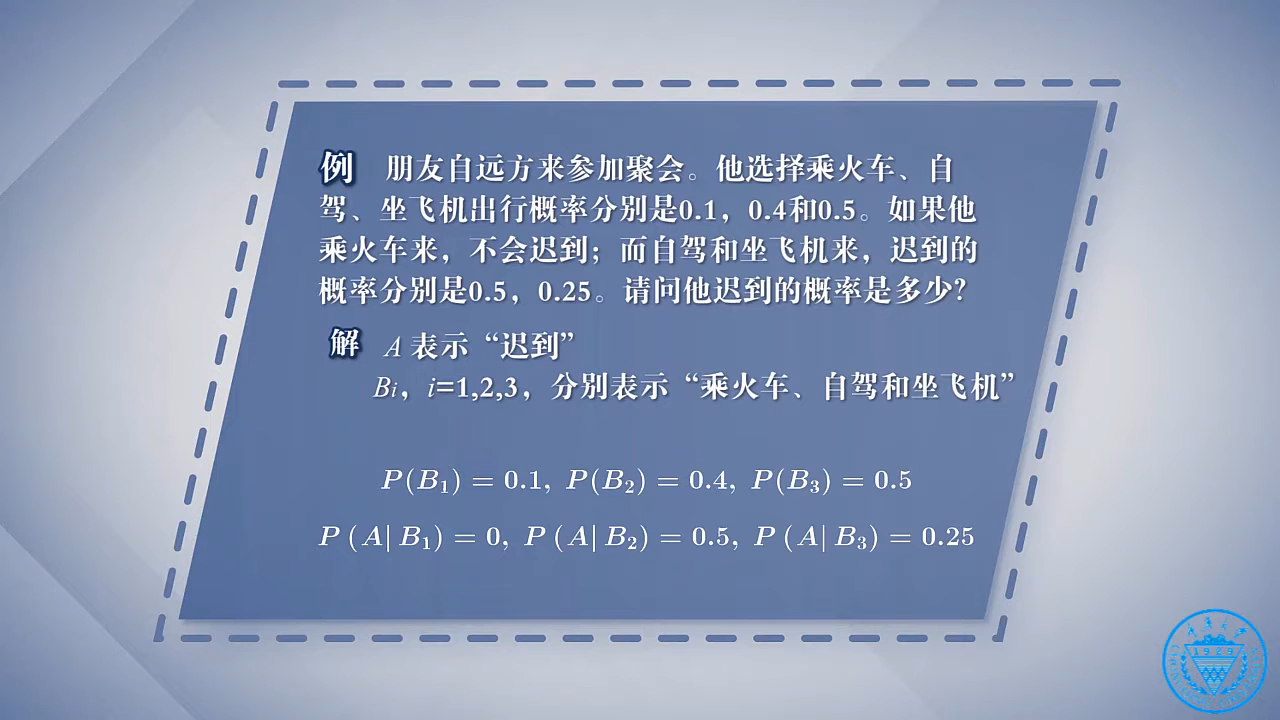 例 朋友自远方来参加聚会。他选择乘火车、自
驾、坐飞机出行概率分别是0.1，0.4和0.5。如果他
乘火车来，不会迟到；而自驾和坐飞机来，迟到的
概率分别是0.5，0.25。请问他迟到的概率是多少？
解 A 表示“迟到”
Bi，i=1,2,3，分别表示“乘火车、自驾和坐飞机”
P(B₁) = 0.1, P(B₂) = 0.4, P(B₃) = 0.5
P (A| B₁) = 0, P (A| B₂) = 0.5, P (A| B₃) = 0.25
1929